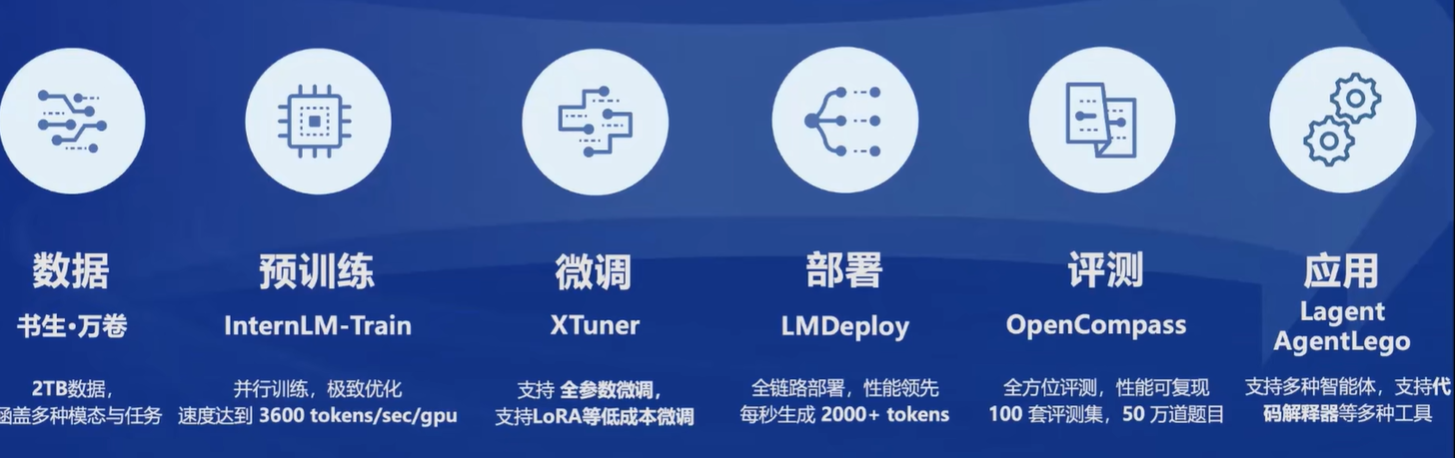 数据
书生·万卷
2TB数据，
涵盖多种模态与任务
预训练
InternLM-Train
并行训练，极致优化
速度达到 3600 tokens/sec/gpu
微调
XTuner
支持 全参数微调，
支持LoRA等低成本微调
部署
LMDeploy
全链路部署，性能领先
每秒生成 2000+ tokens
评测
OpenCompass
全方位评测，性能可复现
100 套评测集，50 万道题目
应用
Lagent
AgentLego
支持多种智能体，支持代
码解释器等多种工具